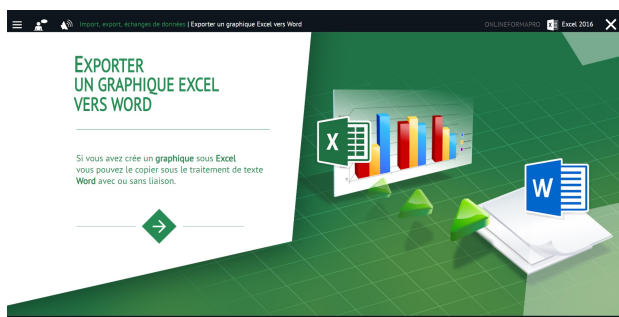 Import, export, échanges de données | Exporter un graphique Excel vers Word
ONLINEFORMAPRO Excel 2016
EXPORTER
UN GRAPHIQUE EXCEL
VERS WORD
Si vous avez crée un graphique sous Excel
vous pouvez le copier sous le traitement de texte
Word avec ou sans liaison.
X
W